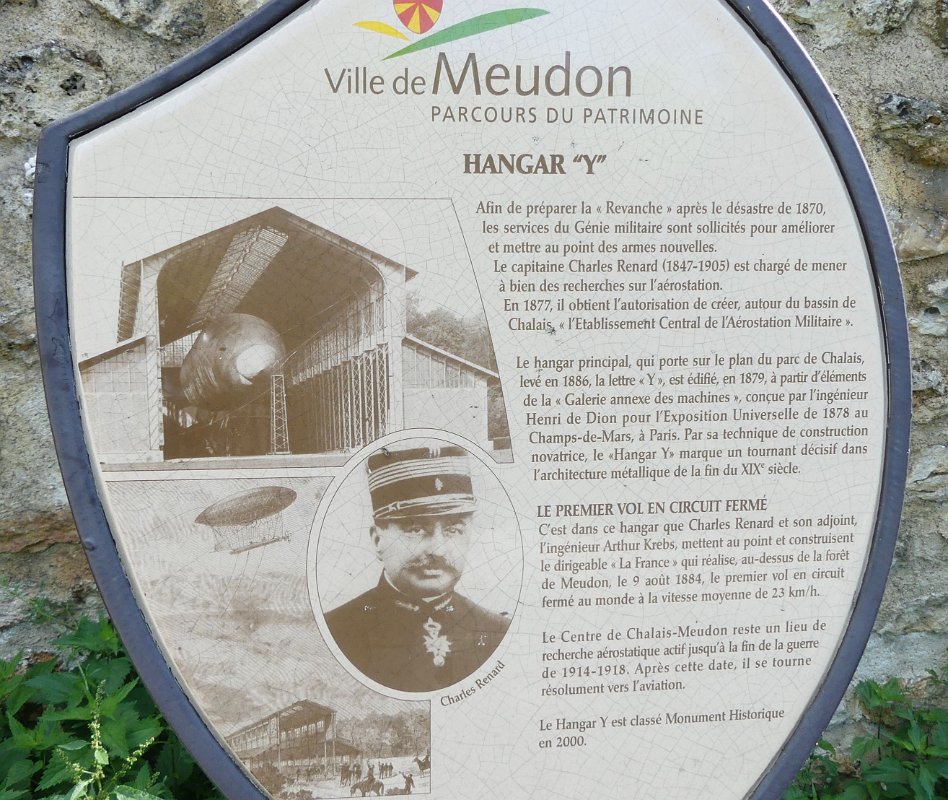 Ville de Meudon
PARCOURS DU PATRIMOINE
HANGAR “Y”
Afin de préparer la « Revanche » après le désastre de 1870,
les services du Génie militaire sont sollicités pour améliorer
et mettre au point des armes nouvelles.
Le capitaine Charles Renard (1847-1905) est chargé de mener
à bien des recherches sur l'aérostation.
En 1877, il obtient l'autorisation de créer, autour du bassin de
Chalais, « l'Etablissement Central de l'Aérostation Militaire ».
Le hangar principal, qui porte sur le plan du parc de Chalais,
levé en 1886, la lettre « Y », est édifié, en 1879, à partir d'éléments
de la « Galerie annexe des machines », conçue par l'ingénieur
Henri de Dion pour l'Exposition Universelle de 1878 au
Champs-de-Mars, à Paris. Par sa technique de construction
novatrice, le «Hangar Y» marque un tournant décisif dans
l'architecture métallique de la fin du XIXe siècle.
LE PREMIER VOL EN CIRCUIT FERMÉ
C'est dans ce hangar que Charles Renard et son adjoint,
l'ingénieur Arthur Krebs, mettent au point et construisent
le dirigeable « La France » qui réalise, au-dessus de la forêt
de Meudon, le 9 août 1884, le premier vol en circuit
fermé au monde à la vitesse moyenne de 23 km/h.
Le Centre de Chalais-Meudon reste un lieu de
recherche aérostatique actif jusqu'à la fin de la guerre
de 1914-1918. Après cette date, il se tourne
résolument vers l'aviation.
Le Hangar Y est classé Monument Historique
en 2000.
Charles Renard